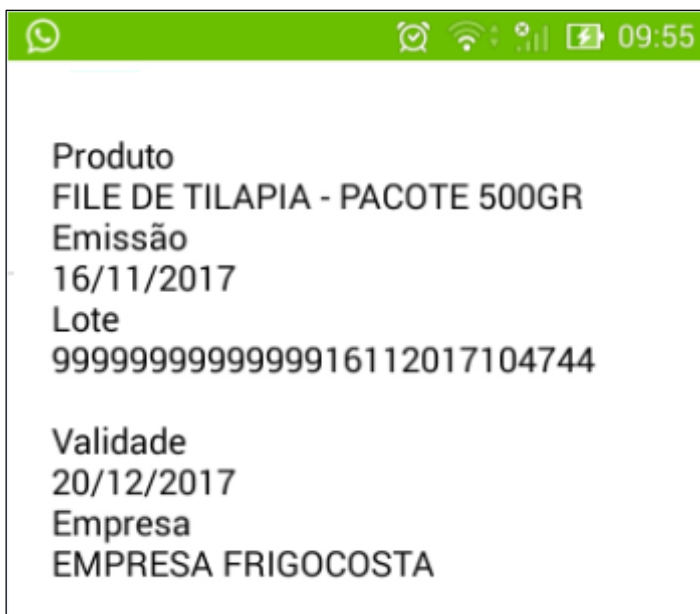 09:55
Produto
FILE DE TILAPIA - PACOTE 500GR
Emissão
16/11/2017
Lote
99999999999999916112017104744
Validade
20/12/2017
Empresa
EMPRESA FRIGOCOSTA